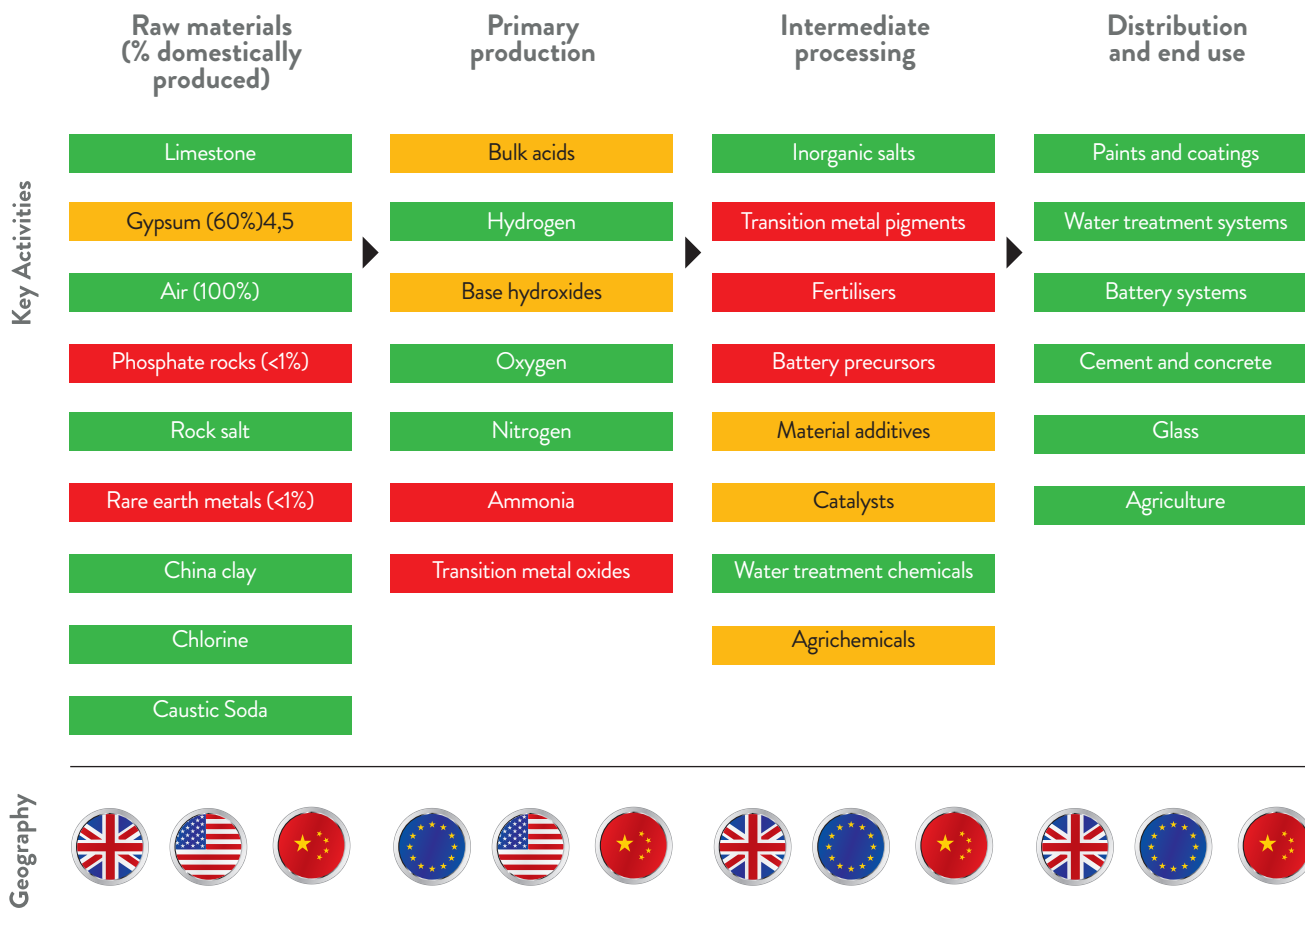 Raw materials
(% domestically
produced)
Primary
production
Intermediate
processing
Distribution
and end use
Key Activities
Limestone
Gypsum (60%)4,5
Air (100%)
Phosphate rocks (<1%)
Rock salt
Rare earth metals (<1%)
China clay
Chlorine
Caustic Soda
Bulk acids
Hydrogen
Base hydroxides
Oxygen
Nitrogen
Ammonia
Transition metal oxides
Inorganic salts
Transition metal pigments
Fertilisers
Battery precursors
Material additives
Catalysts
Water treatment chemicals
Agrichemicals
Paints and coatings
Water treatment systems
Battery systems
Cement and concrete
Glass
Agriculture
Geography